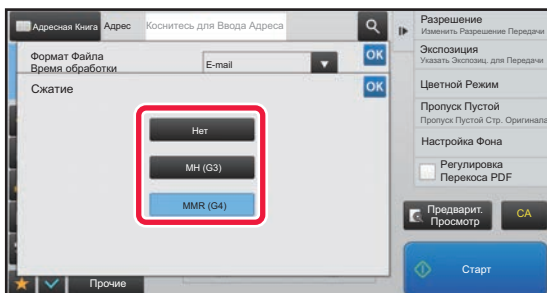 Адресная Книга
Адрес
Коснитесь для Ввода Адреса
Формат Файла
Время обработки
E-mail
OK
Сжатие
OK
Нет
MH (G3)
MMR (G4)
Прочие
Разрешение
Изменить Разрешение Передачи
Экспозиция
Указать Экспозиц. для Передачи
Цветной Режим
Пропуск Пустой
Пропуск Пустой Стр. Оригинала
Настройка Фона
Регулировка
Перекоса PDF
Предварит.
Просмотр
CA
Старт